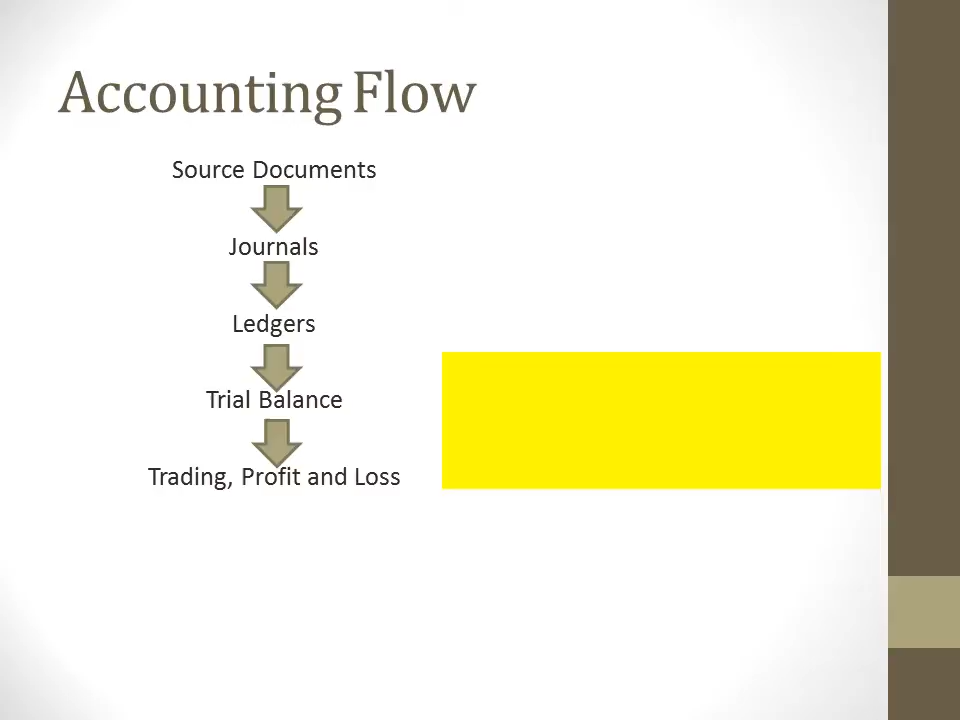 Accounting Flow
Source Documents
Journals
Ledgers
Trial Balance
Trading, Profit and Loss